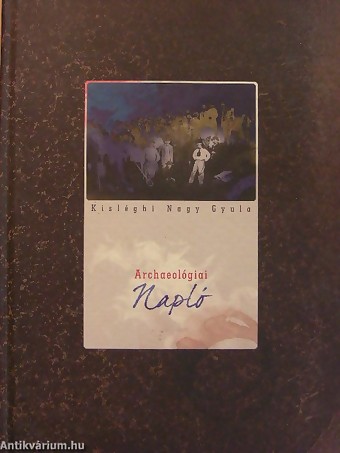 Kisléghi Nagy Gyula
Archaeológiai
Napló
Antikvárium.hu